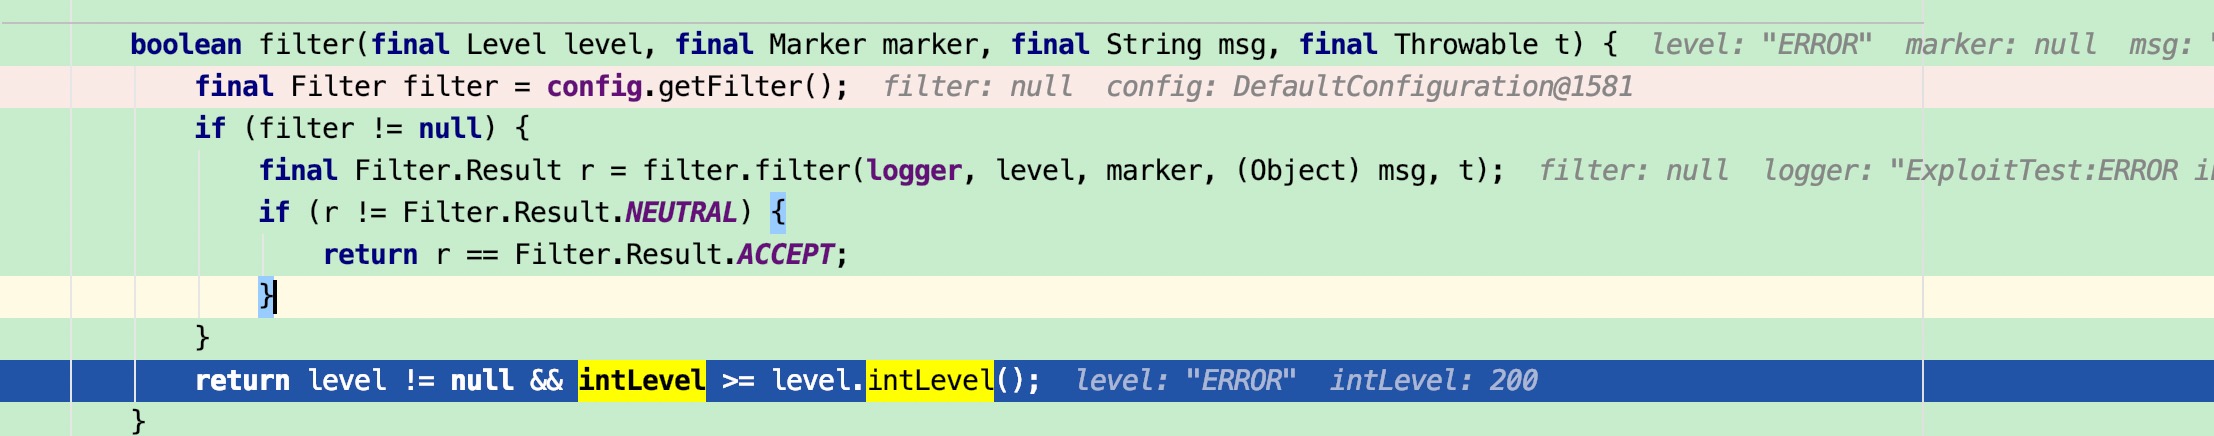 boolean filter(final Level level, final Marker marker, final String msg, final Throwable t) {  level: "ERROR"  marker: null  msg: "
final Filter filter = config.getFilter();  filter: null  config: DefaultConfiguration@1581
if (filter != null) {
final Filter.Result r = filter.filter(logger, level, marker, (Object) msg, t);  filter: null  logger: "ExploitTest:ERROR
if (r != Filter.Result.NEUTRAL) {
return r == Filter.Result.ACCEPT;
}
}
return level != null && intLevel >= level.intLevel();  level: "ERROR"  intLevel: 200
}